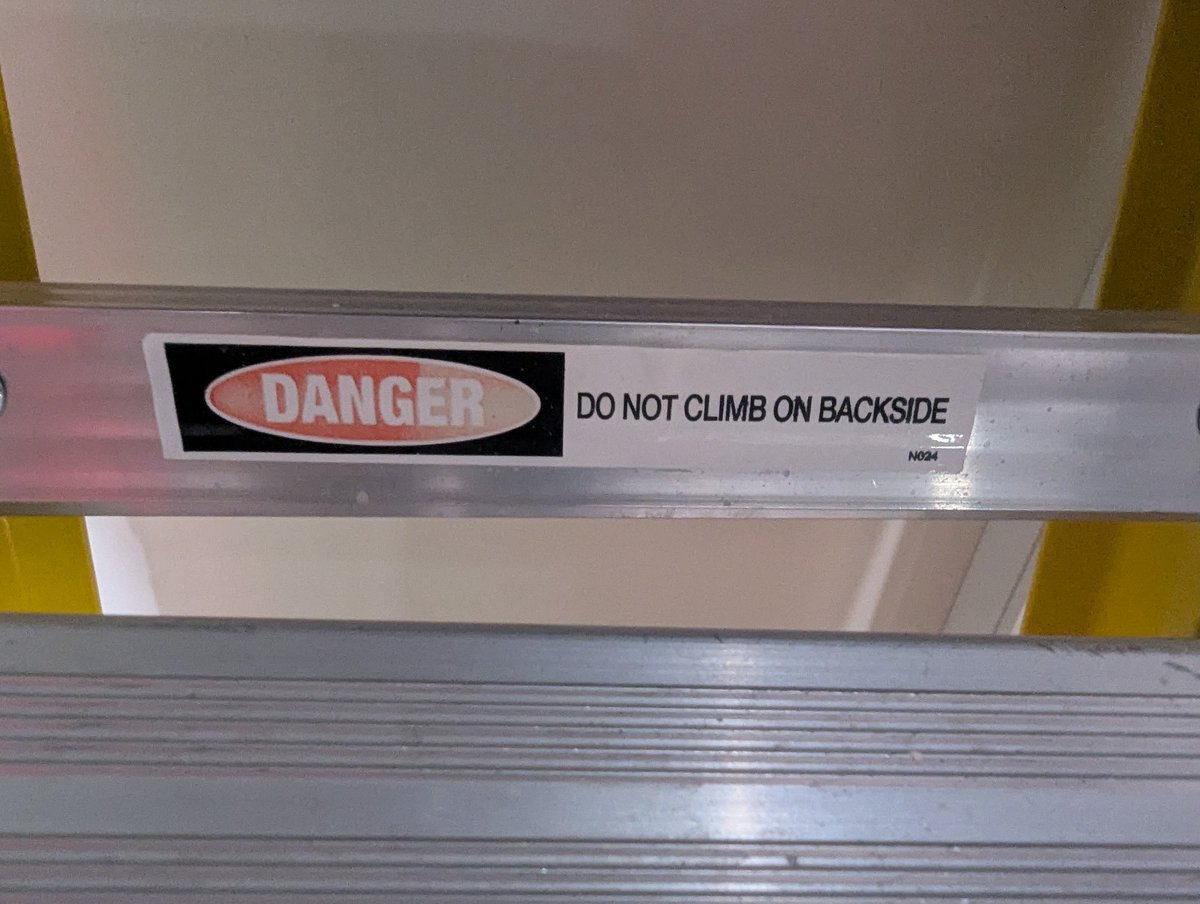 DANGER DO NOT CLIMB ON BACKSIDE
N024